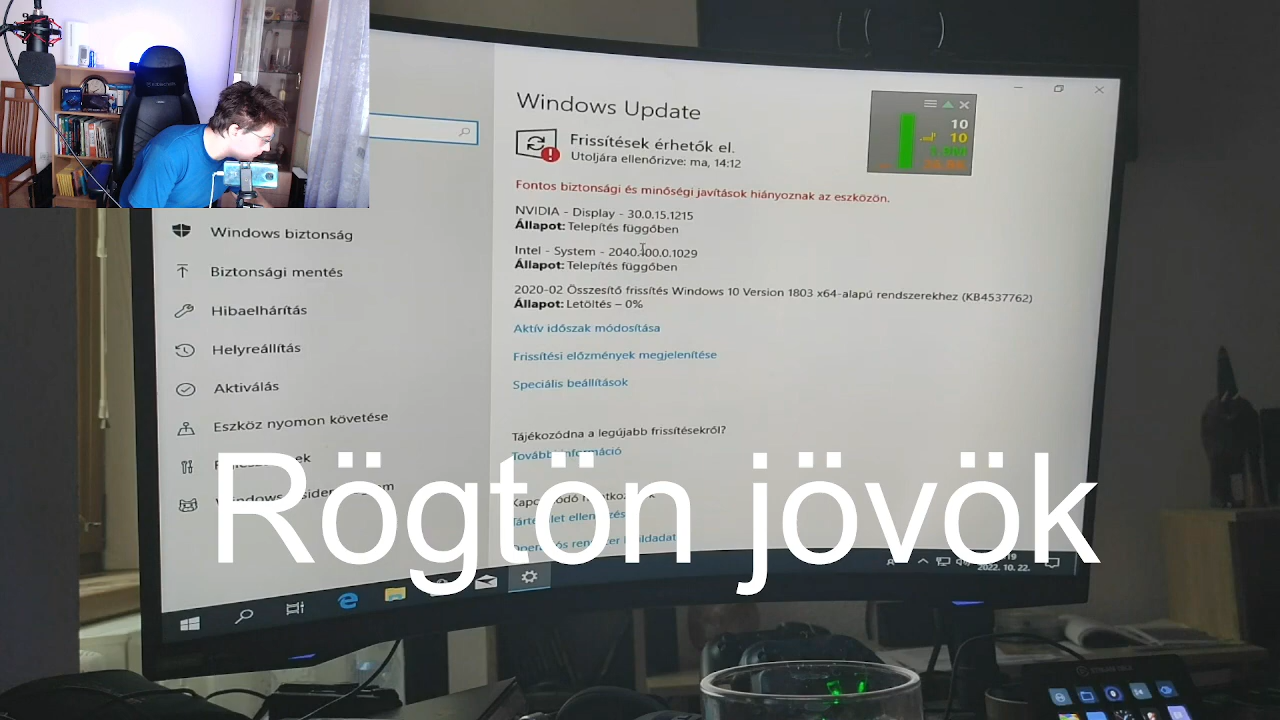 Windows Update
Frissítések érhetők el.
Utoljára ellenőrizve: ma, 14:12
Fontos biztonsági és minőségi javítások hiányoznak az eszközön.
NVIDIA - Display - 30.0.15.1215
Állapot: Telepítés függőben
Intel - System - 2040.100.0.1029
Állapot: Telepítés függőben
2020-02 Összesítő frissítés Windows 10 Version 1803 x64-alapú rendszerekhez (KB4537762)
Állapot: Letöltés – 0%
Aktív időszak módosítása
Frissítési előzmények megjelenítése
Speciális beállítások
Tájékozódna a legújabb frissítésekről?
További információ
Windows biztonság
Biztonsági mentés
Hibaelhárítás
Helyreállítás
Aktiválás
Eszköz nyomon követése
10
10
Rögtön jövök
2022. 10. 22.